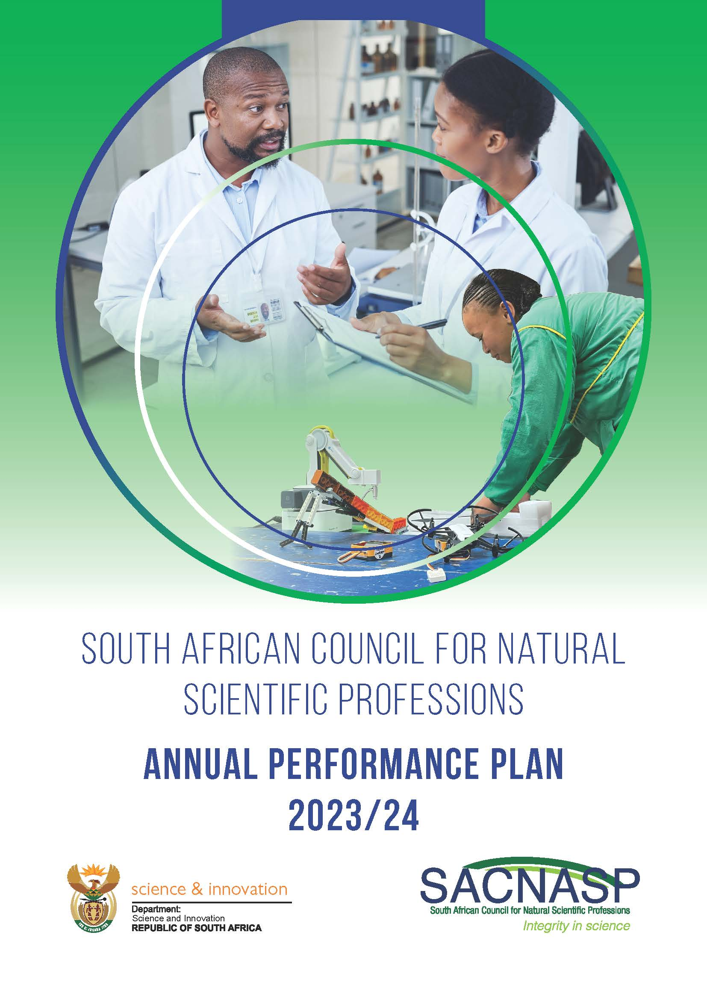 SOUTH AFRICAN COUNCIL FOR NATURAL
SCIENTIFIC PROFESSIONS
ANNUAL PERFORMANCE PLAN
2023/24
science & innovation
Department:
Science and Innovation
REPUBLIC OF SOUTH AFRICA
SACNASP
South African Council for Natural Scientific Professions
Integrity in science